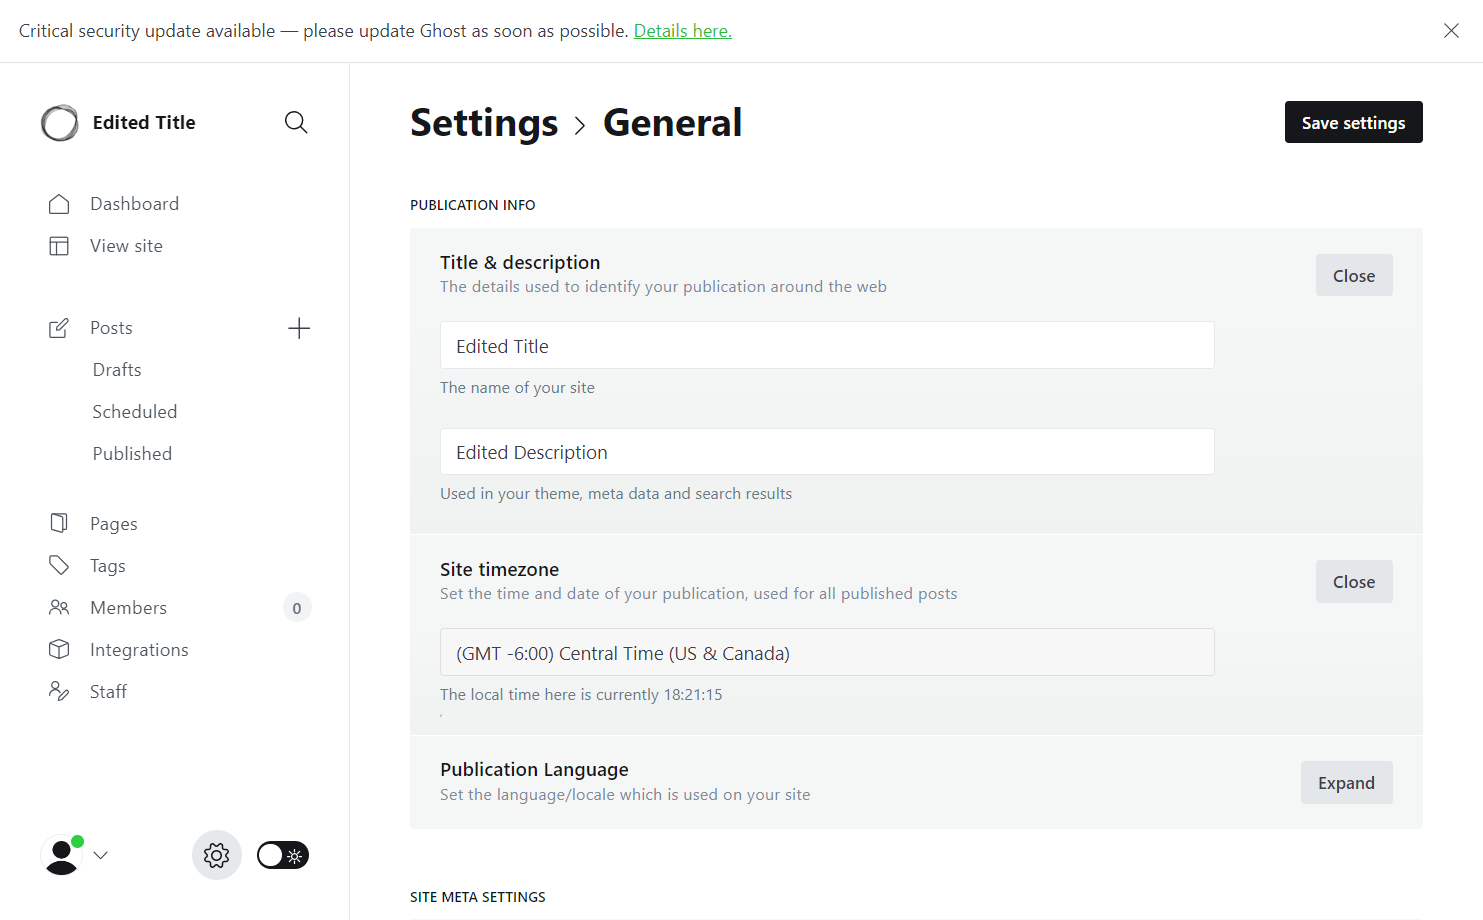 Critical security update available — please update Ghost as soon as possible. Details here.
Edited Title
Dashboard
View site
Posts
Drafts
Scheduled
Published
Pages
Tags
Members 0
Integrations
Staff
Settings > General
Save settings
PUBLICATION INFO
Title & description
The details used to identify your publication around the web
Close
Edited Title
The name of your site
Edited Description
Used in your theme, meta data and search results
Site timezone
Set the time and date of your publication, used for all published posts
Close
(GMT -6:00) Central Time (US & Canada)
The local time here is currently 18:21:15
Publication Language
Set the language/locale which is used on your site
Expand
SITE META SETTINGS